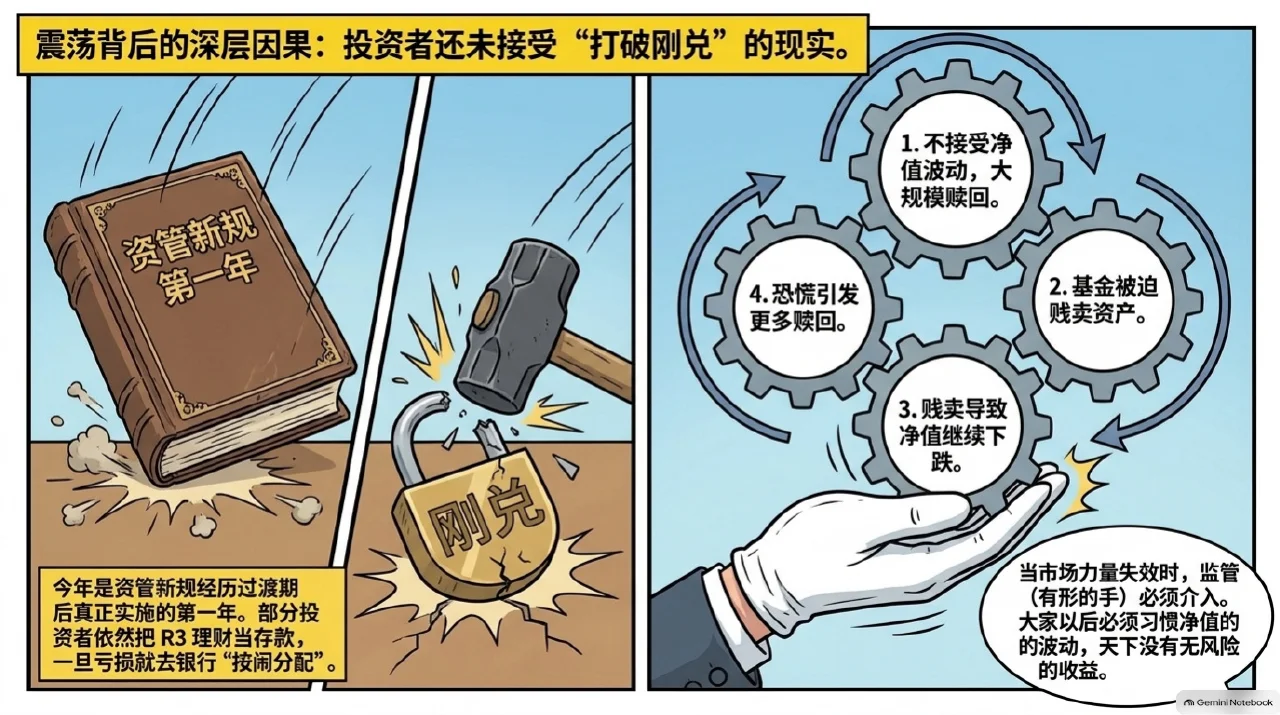 震荡背后的深层因果：投资者还未接受“打破刚兑”的现实。
资管新规
第一年
刚兑
今年是资管新规经历过渡期
后真正实施的第一年。部分投
资者依然把 R3 理财当存款，
一旦亏损就去银行“按闹分配”。
1. 不接受净
值波动，大
规模赎回。
2. 基金被迫
贱卖资产。
3. 贱卖导致
净值继续下
跌。
4. 恐慌引发
更多赎回。
当市场力量失效时，监管
（有形的手）必须介入。
大家以后必须习惯净值的
的波动，天下没有无风险
的收益。
Gemini Notebook